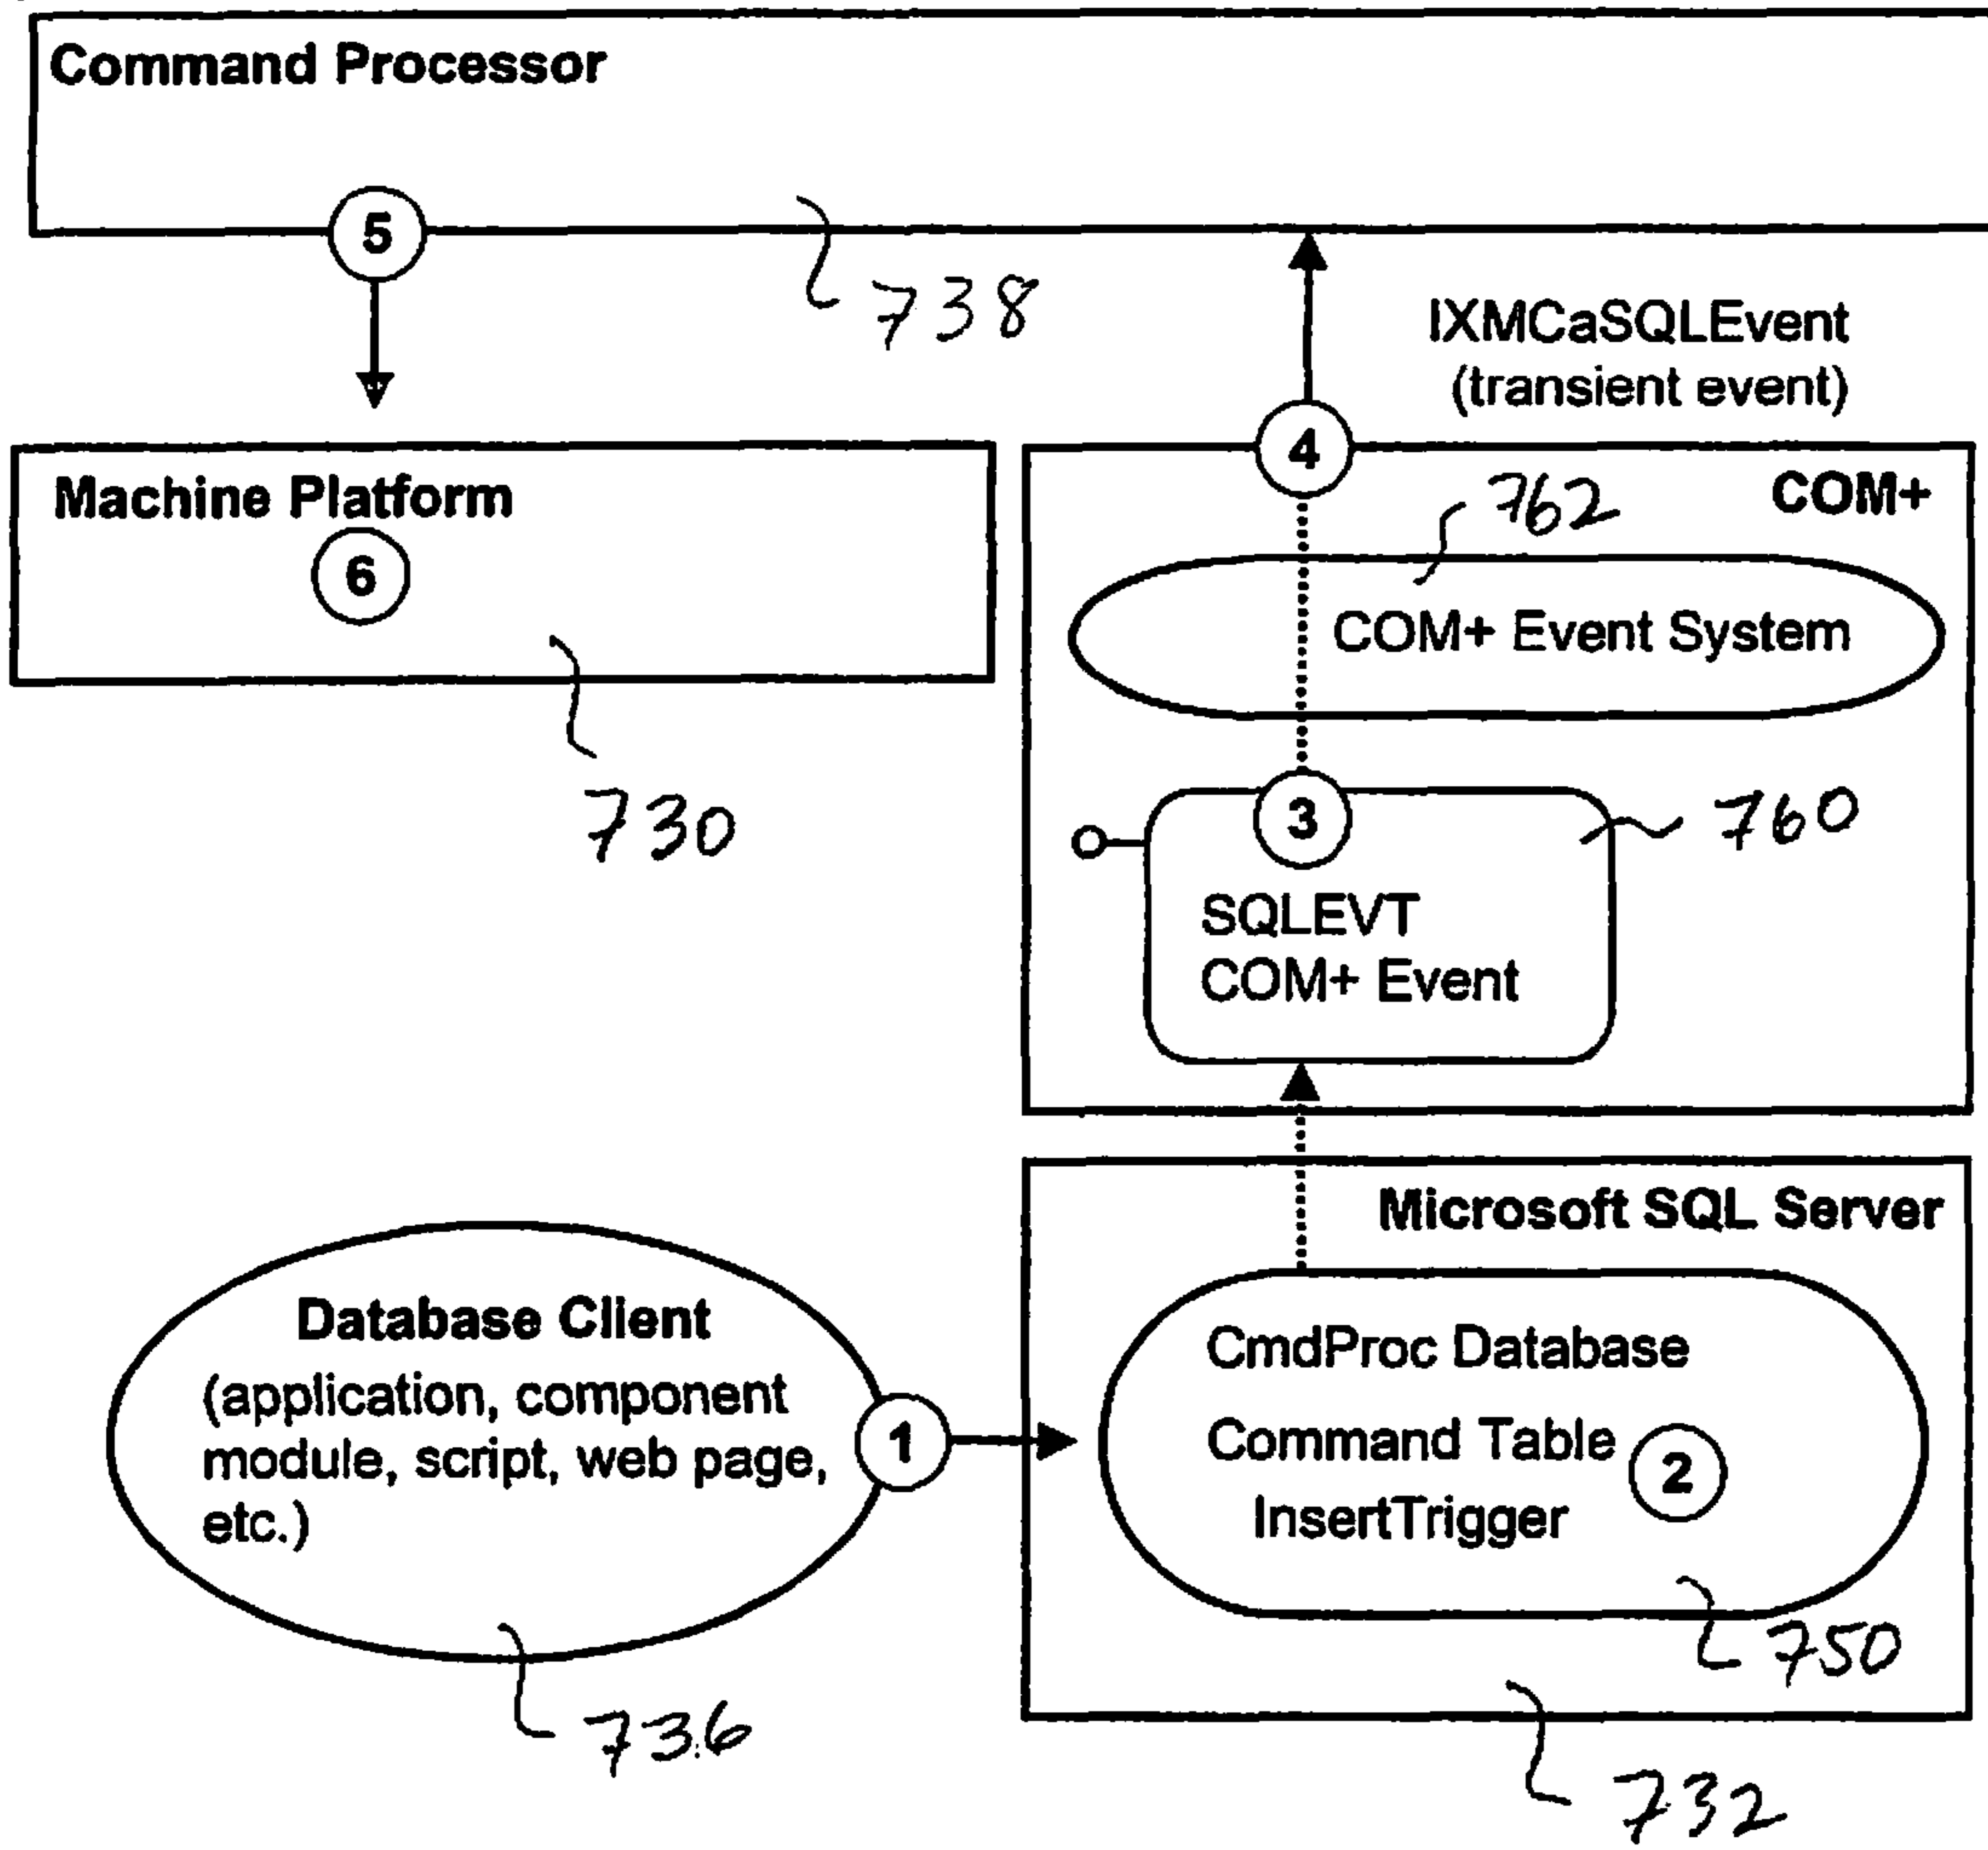 Command Processor
5
738
IXMCaSQLEvent
(transient event)
4
Machine Platform
6
730
COM+
762
COM+ Event System
3
760
SQLEVT
COM+ Event
Microsoft SQL Server
Database Client
(application, component
module, script, web page,
etc.)
1
CmdProc Database
Command Table
2
InsertTrigger
750
736
732